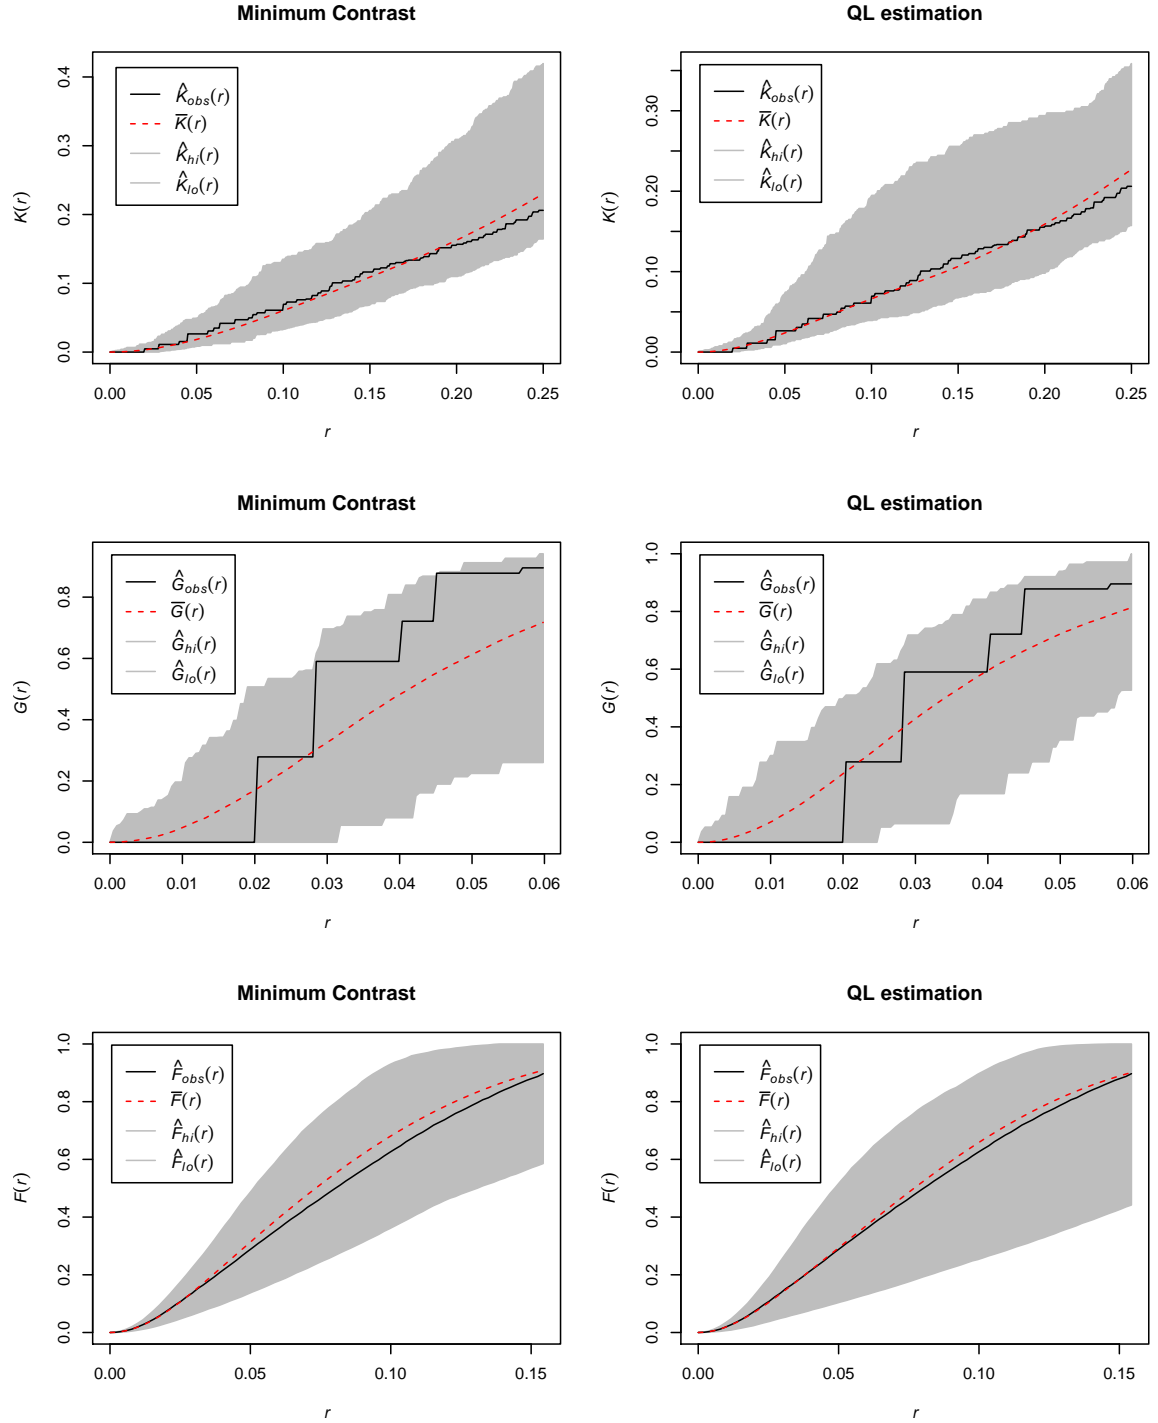 Minimum Contrast
K(r)
0.0 0.1 0.2 0.3 0.4
K̂obs(r)
K̄(r)
K̂hi(r)
K̂lo(r)
0.00 0.05 0.10 0.15 0.20 0.25
r
QL estimation
K(r)
0.00 0.10 0.20 0.30
K̂obs(r)
K̄(r)
K̂hi(r)
K̂lo(r)
0.00 0.05 0.10 0.15 0.20 0.25
r
Minimum Contrast
G(r)
0.0 0.2 0.4 0.6 0.8
Ĝobs(r)
Ḡ(r)
Ĝhi(r)
Ĝlo(r)
0.00 0.01 0.02 0.03 0.04 0.05 0.06
r
QL estimation
G(r)
0.0 0.2 0.4 0.6 0.8 1.0
Ĝobs(r)
Ḡ(r)
Ĝhi(r)
Ĝlo(r)
0.00 0.01 0.02 0.03 0.04 0.05 0.06
r
Minimum Contrast
F(r)
0.0 0.2 0.4 0.6 0.8 1.0
F̂obs(r)
F̄(r)
F̂hi(r)
F̂lo(r)
0.00 0.05 0.10 0.15
r
QL estimation
F(r)
0.0 0.2 0.4 0.6 0.8 1.0
F̂obs(r)
F̄(r)
F̂hi(r)
F̂lo(r)
0.00 0.05 0.10 0.15
r